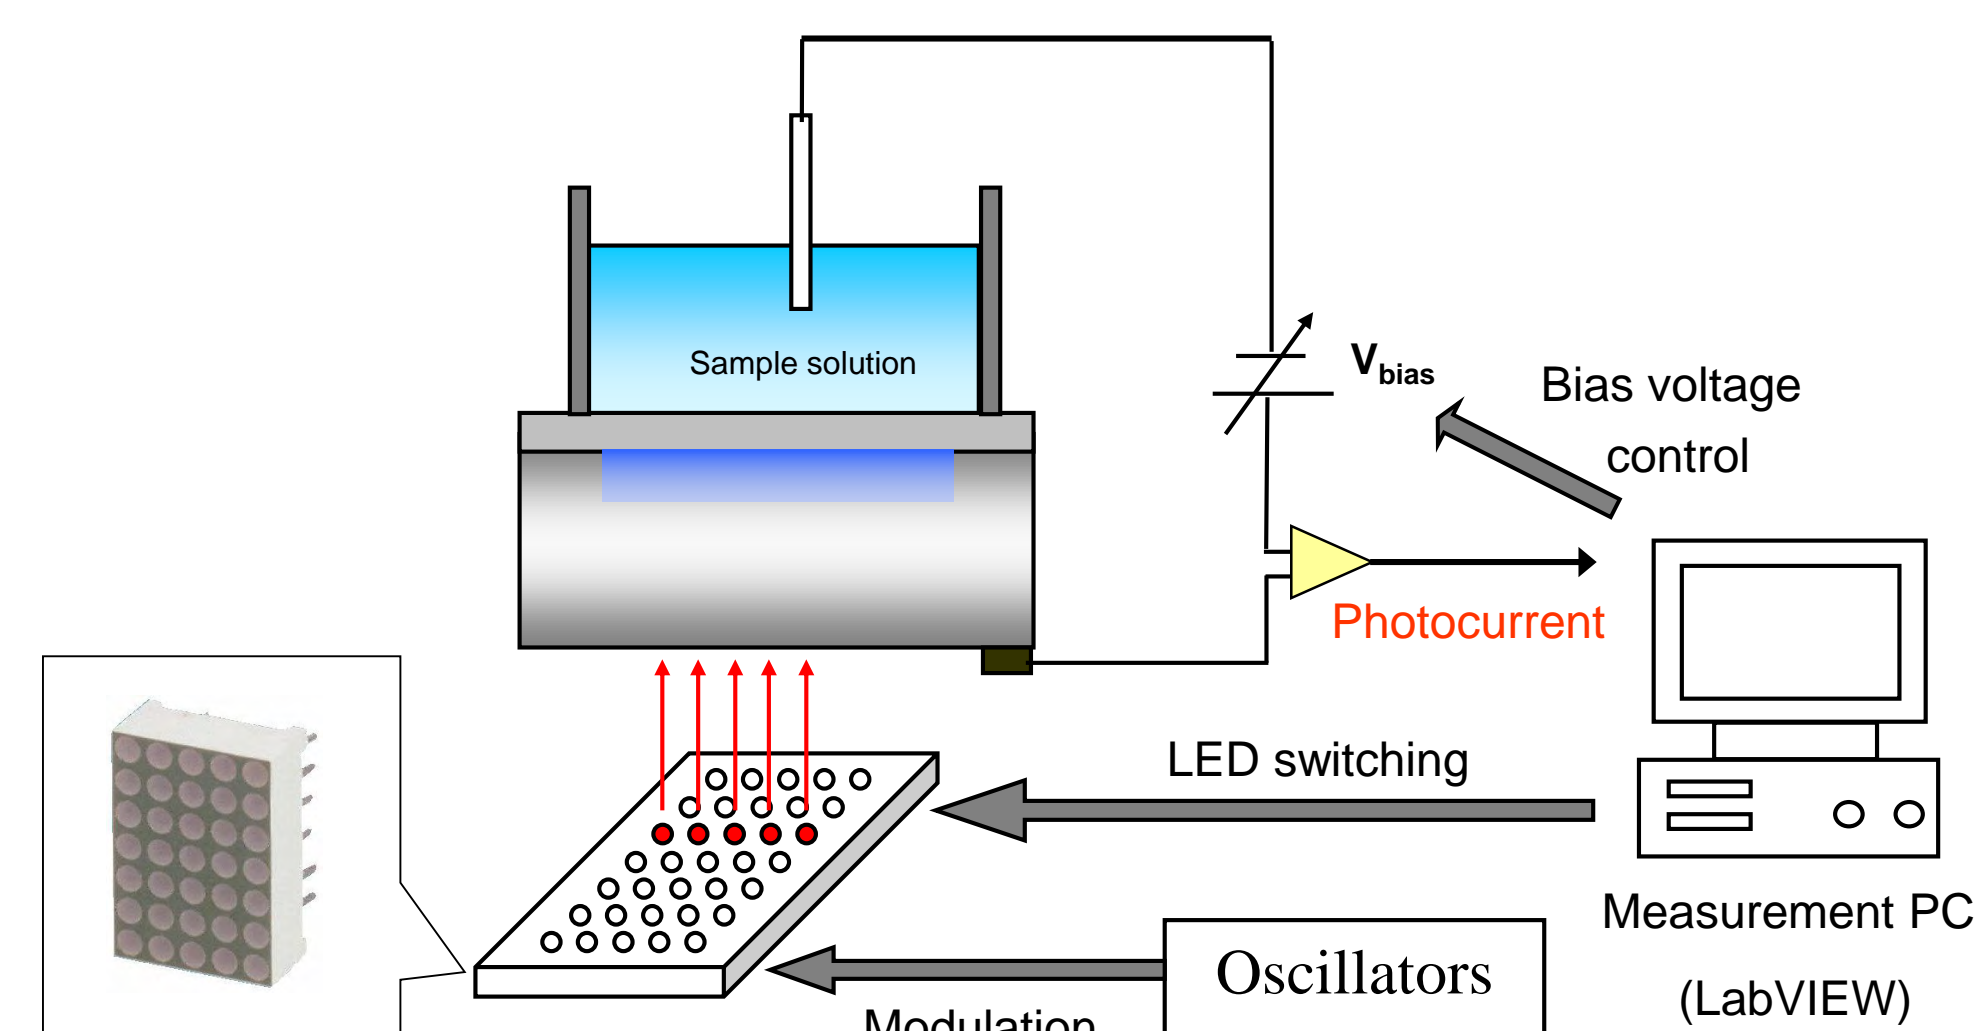 Sample solution
Vbias
Bias voltage
control
Photocurrent
LED switching
Measurement PC
(LabVIEW)
Oscillators
Modulation